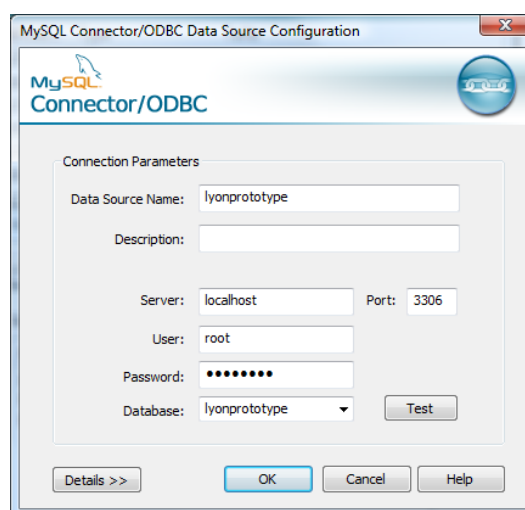 MySQL Connector/ODBC Data Source Configuration
MySQL
Connector/ODBC
Connection Parameters
Data Source Name: lyonprototype
Description:
Server: localhost Port: 3306
User: root
Password: ●●●●●●●●
Database: lyonprototype
Test
Details >> OK Cancel Help